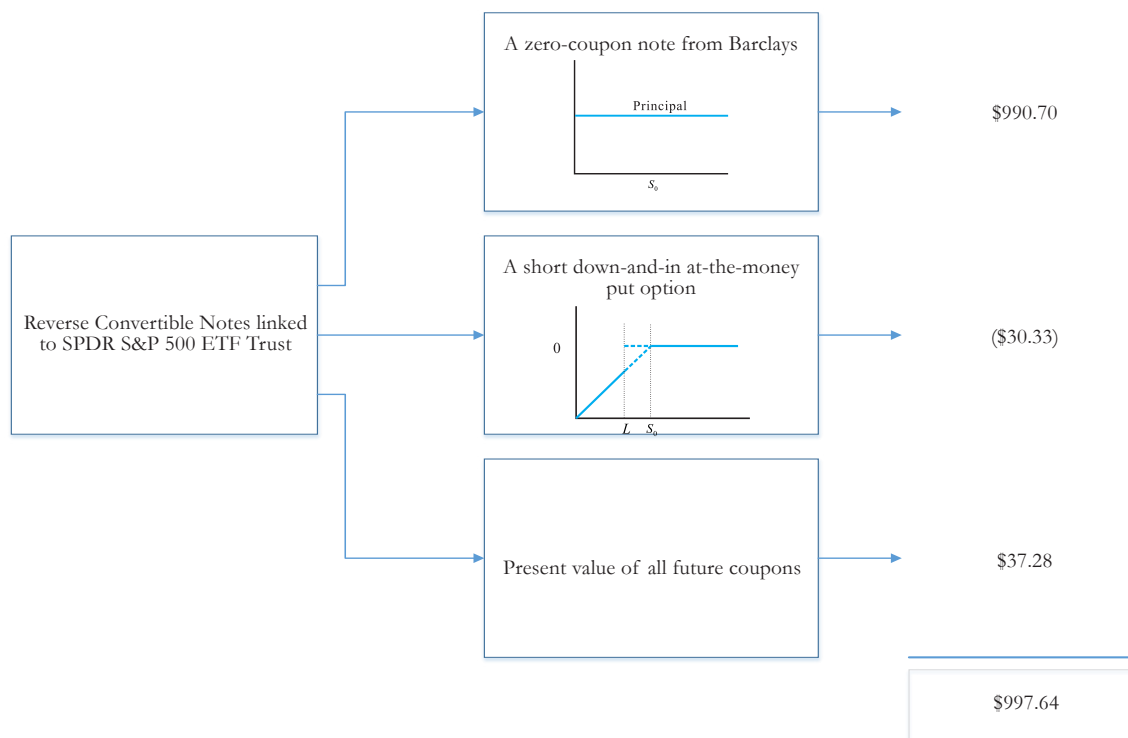 A zero-coupon note from Barclays
Principal
S₀
$990.70
Reverse Convertible Notes linked
to SPDR S&P 500 ETF Trust
A short down-and-in at-the-money
put option
0
L S₀
($30.33)
Present value of all future coupons
$37.28
$997.64